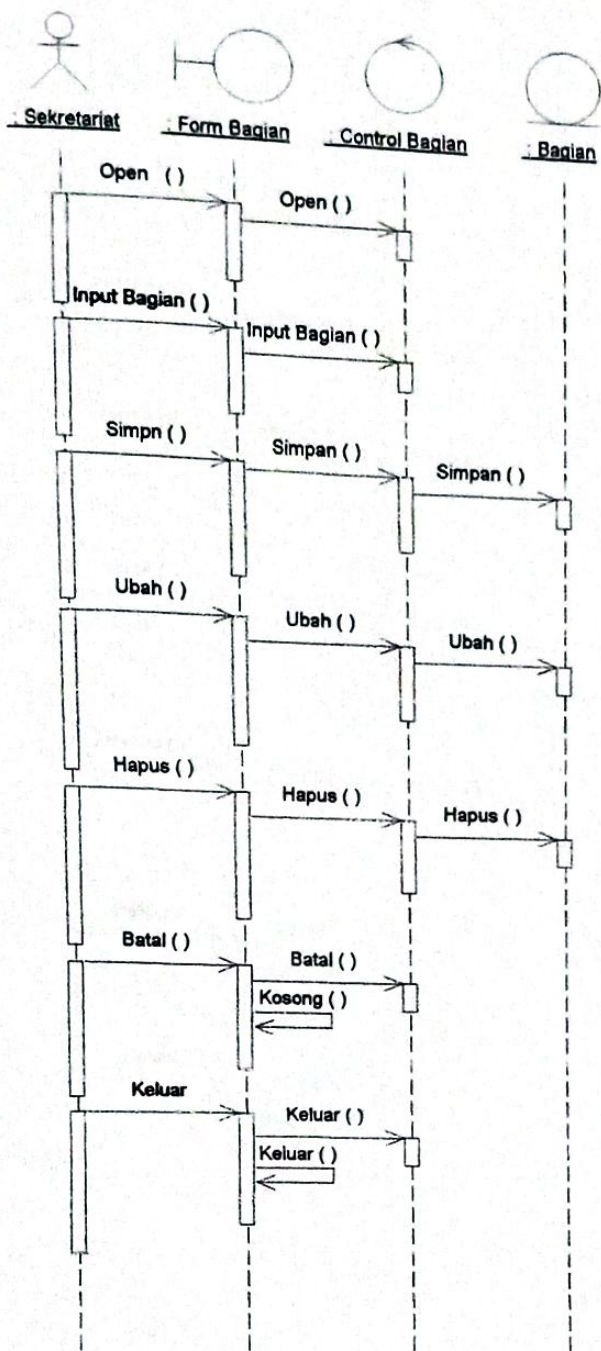 : Sekretariat
: Form Bagian
: Control Bagian
: Bagian
Open ( )
Open ( )
Input Bagian ( )
Input Bagian ( )
Simpn ( )
Simpan ( )
Simpan ( )
Ubah ( )
Ubah ( )
Ubah ( )
Hapus ( )
Hapus ( )
Hapus ( )
Batal ( )
Batal ( )
Kosong ( )
Keluar
Keluar ( )
Keluar ( )